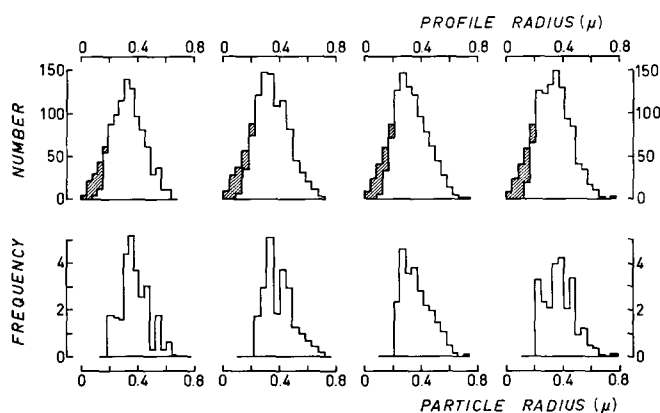 PROFILE RADIUS (μ)
0 0.4 0.8 0 0.4 0.8 0 0.4 0.8 0 0.4 0.8
NUMBER
150 150
100 100
50 50
0 0
FREQUENCY
4 4
2 2
0 0
0 0.4 0.8 0 0.4 0.8 0 0.4 0.8 0 0.4 0.8
PARTICLE RADIUS (μ)